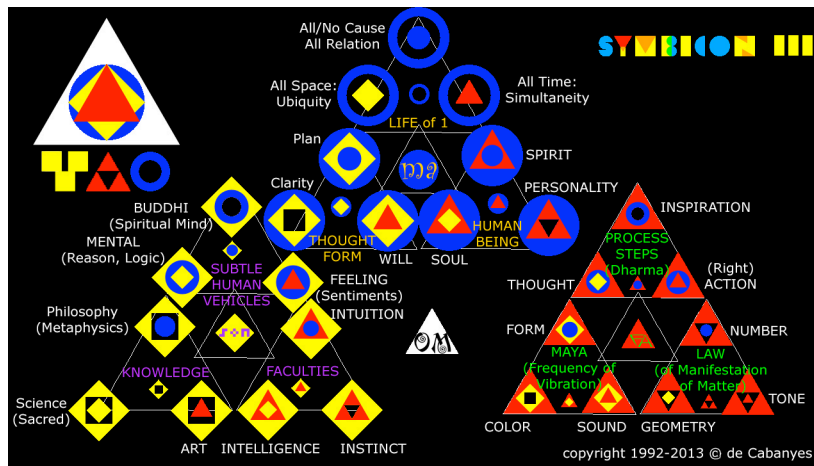 All/No Cause
All Relation
SYMBICON III
All Space:
Ubiquity
All Time:
Simultaneity
LIFE of 1
Plan
SPIRIT
Clarity
PERSONALITY
THOUGHT
FORM
WILL
SOUL
HUMAN
BEING
BUDDHI
(Spiritual Mind)
MENTAL
(Reason, Logic)
SUBTLE
HUMAN
VEHICLES
FEELING
(Sentiments)
INTUITION
Philosophy
(Metaphysics)
KNOWLEDGE
FACULTIES
Science
(Sacred)
ART
INTELLIGENCE
INSTINCT
OM
INSPIRATION
PROCESS
STEPS
(Dharma)
THOUGHT
(Right)
ACTION
FORM
NUMBER
MAYA
(Frequency of
Vibration)
LAW
(of Manifestation
of Matter)
TONE
COLOR
SOUND
GEOMETRY
copyright 1992-2013 © de Cabanyes